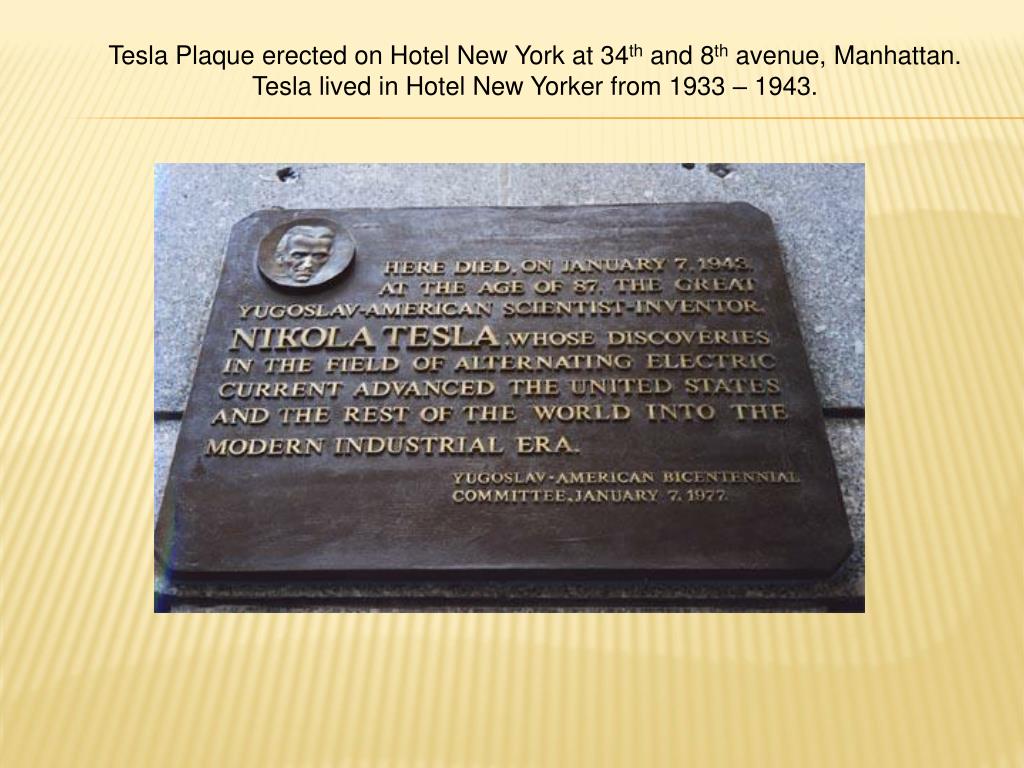 Tesla Plaque erected on Hotel New York at 34th and 8th avenue, Manhattan.
Tesla lived in Hotel New Yorker from 1933 – 1943.
HERE DIED, ON JANUARY 7, 1943,
AT THE AGE OF 87, THE GREAT
YUGOSLAV-AMERICAN SCIENTIST-INVENTOR,
NIKOLA TESLA, WHOSE DISCOVERIES
IN THE FIELD OF ALTERNATING ELECTRIC
CURRENT ADVANCED THE UNITED STATES
AND THE REST OF THE WORLD INTO THE
MODERN INDUSTRIAL ERA.
YUGOSLAV-AMERICAN BICENTENNIAL
COMMITTEE, JANUARY 7, 1977